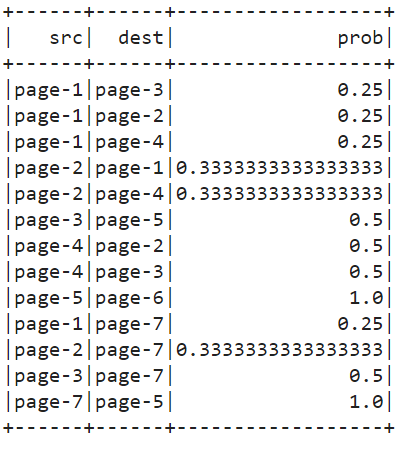 +------+------+------------------+
|   src|  dest|              prob|
+------+------+------------------+
|page-1|page-3|              0.25|
|page-1|page-2|              0.25|
|page-1|page-4|              0.25|
|page-2|page-1|0.3333333333333333|
|page-2|page-4|0.3333333333333333|
|page-3|page-5|               0.5|
|page-4|page-2|               0.5|
|page-4|page-3|               0.5|
|page-5|page-6|               1.0|
|page-1|page-7|              0.25|
|page-2|page-7|0.3333333333333333|
|page-3|page-7|               0.5|
|page-7|page-5|               1.0|
+------+------+------------------+